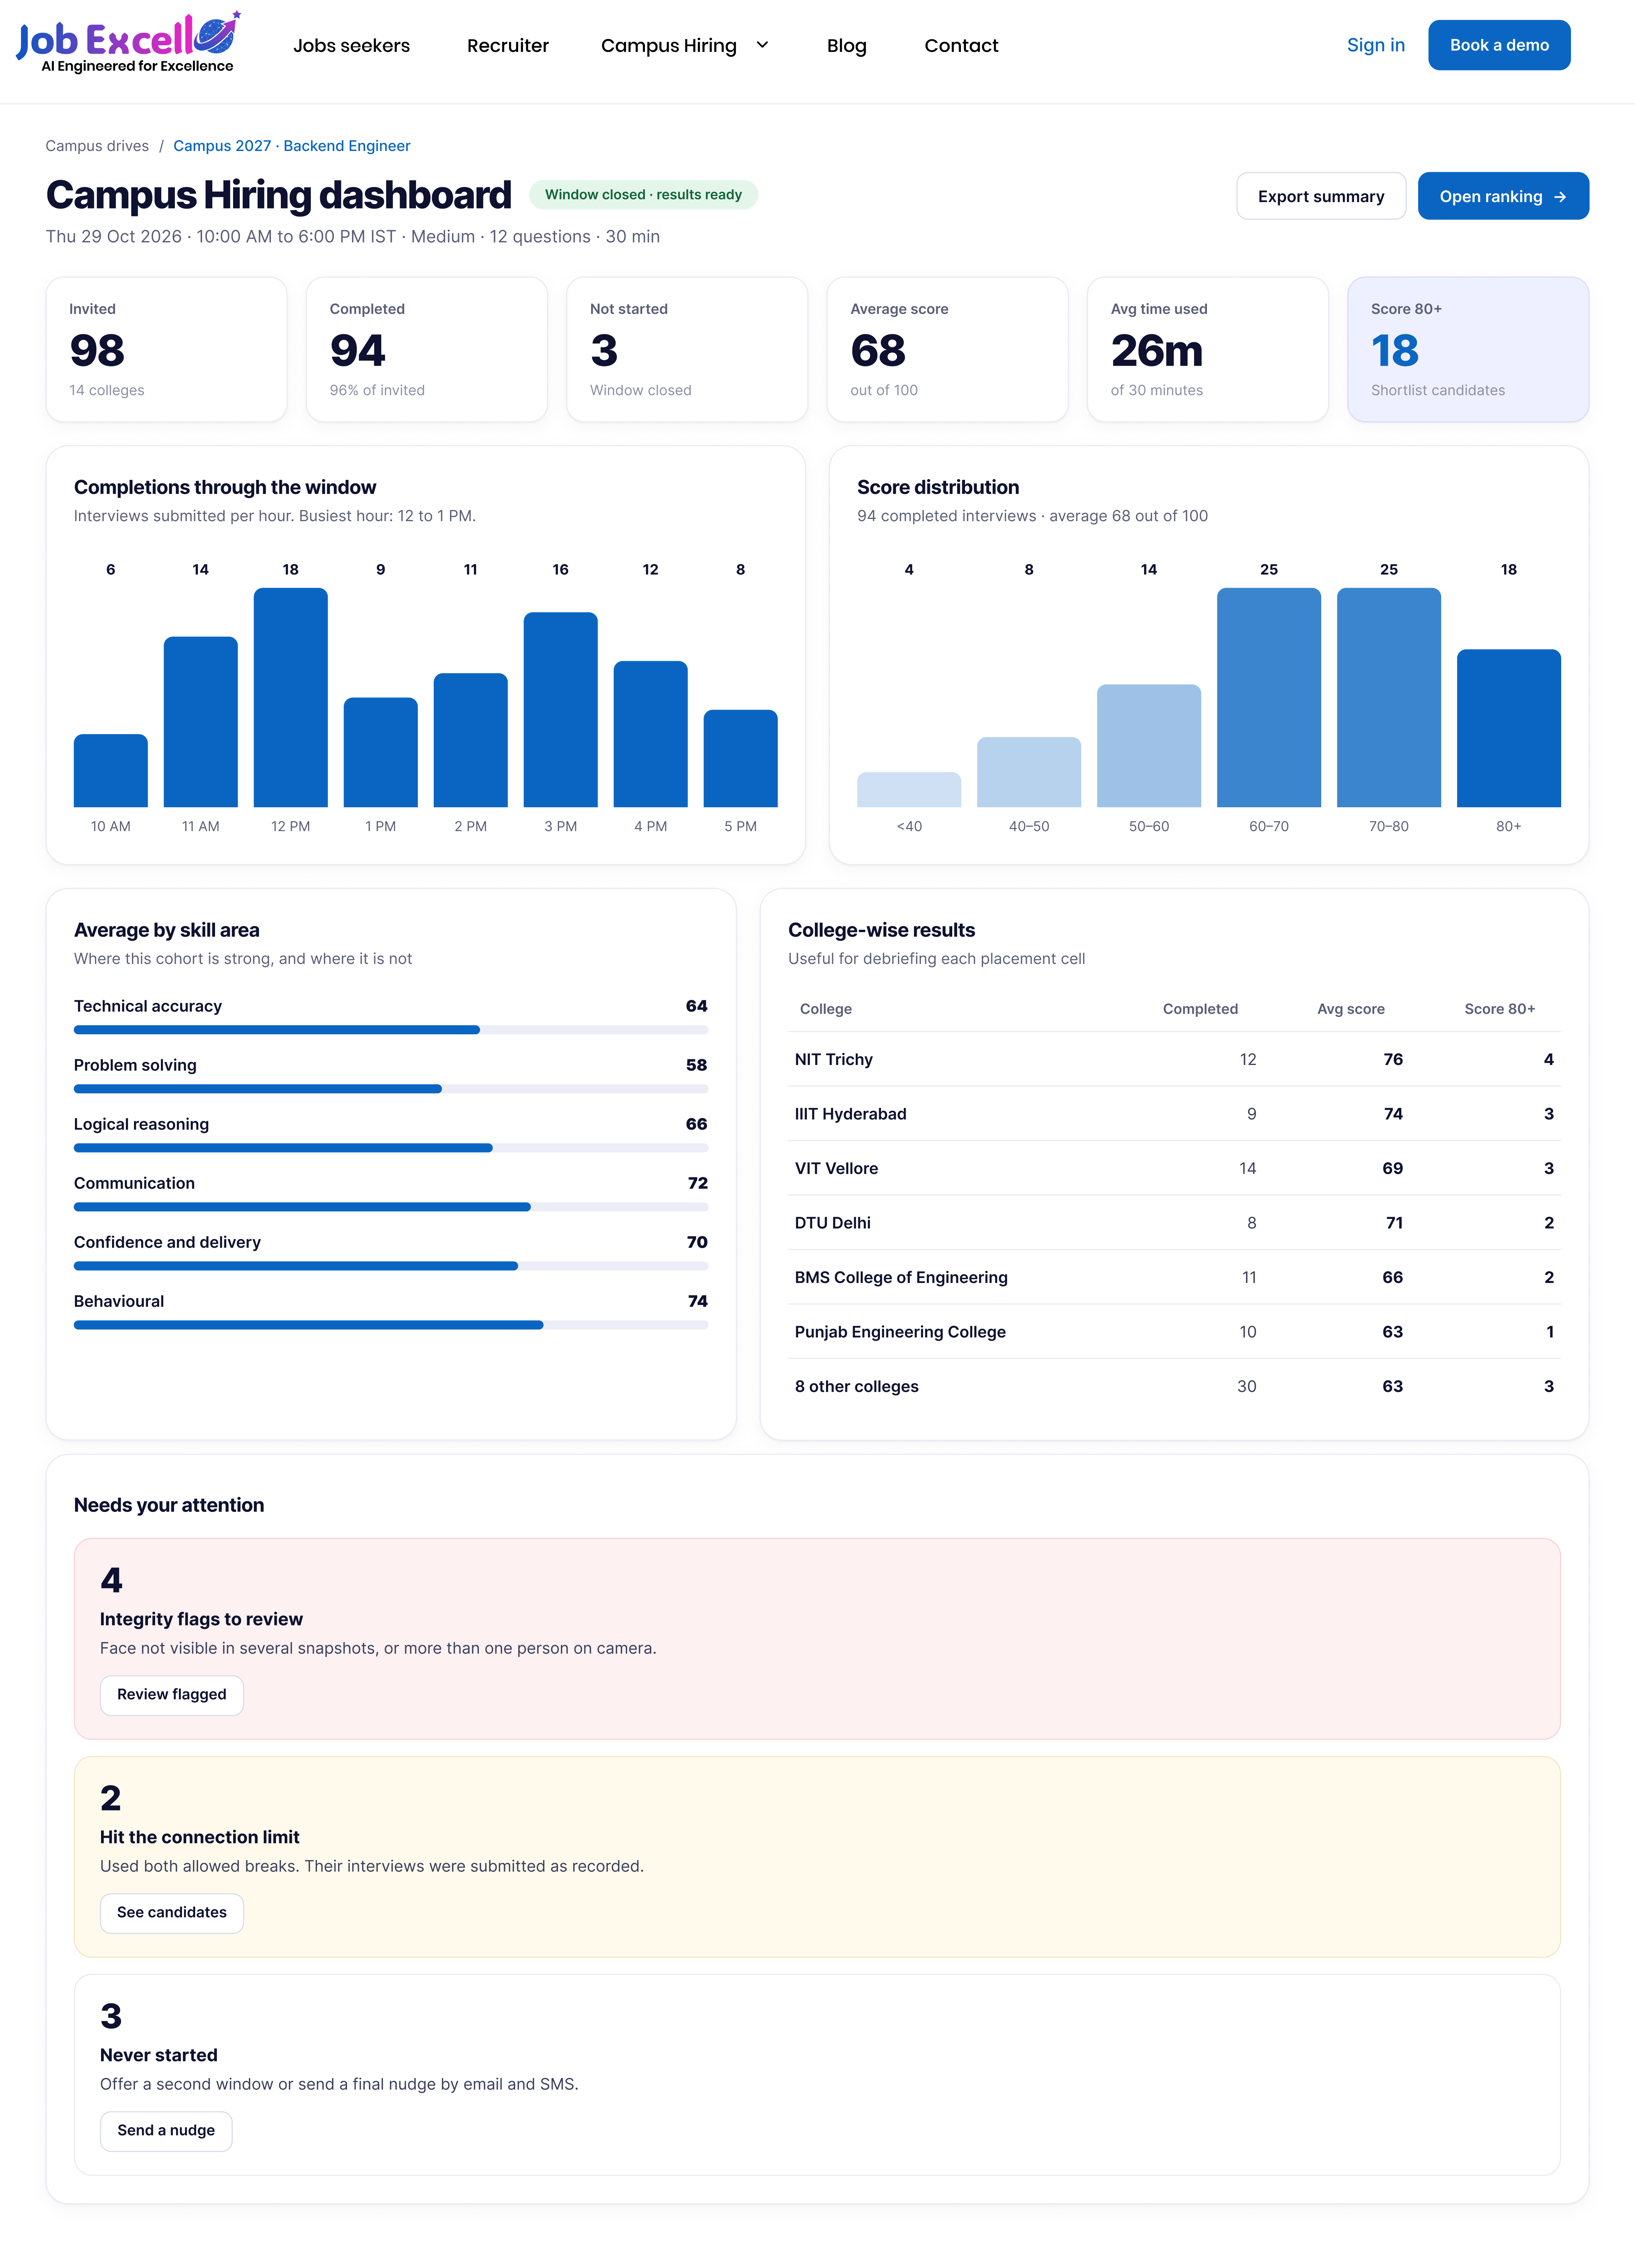 Job Excell
AI Engineered for Excellence
Jobs seekers
Recruiter
Campus Hiring
Blog
Contact
Sign in
Book a demo
Campus drives / Campus 2027 · Backend Engineer
Campus Hiring dashboard
Window closed · results ready
Export summary
Open ranking →
Thu 29 Oct 2026 · 10:00 AM to 6:00 PM IST · Medium · 12 questions · 30 min
Invited
98
14 colleges
Completed
94
96% of invited
Not started
3
Window closed
Average score
68
out of 100
Avg time used
26m
of 30 minutes
Score 80+
18
Shortlist candidates
Completions through the window
Interviews submitted per hour. Busiest hour: 12 to 1 PM.
6 14 18 9 11 16 12 8
10 AM 11 AM 12 PM 1 PM 2 PM 3 PM 4 PM 5 PM
Score distribution
94 completed interviews · average 68 out of 100
4 8 14 25 25 18
<40 40–50 50–60 60–70 70–80 80+
Average by skill area
Where this cohort is strong, and where it is not
Technical accuracy 64
Problem solving 58
Logical reasoning 66
Communication 72
Confidence and delivery 70
Behavioural 74
College-wise results
Useful for debriefing each placement cell
College Completed Avg score Score 80+
NIT Trichy 12 76 4
IIIT Hyderabad 9 74 3
VIT Vellore 14 69 3
DTU Delhi 8 71 2
BMS College of Engineering 11 66 2
Punjab Engineering College 10 63 1
8 other colleges 30 63 3
Needs your attention
4
Integrity flags to review
Face not visible in several snapshots, or more than one person on camera.
Review flagged
2
Hit the connection limit
Used both allowed breaks. Their interviews were submitted as recorded.
See candidates
3
Never started
Offer a second window or send a final nudge by email and SMS.
Send a nudge